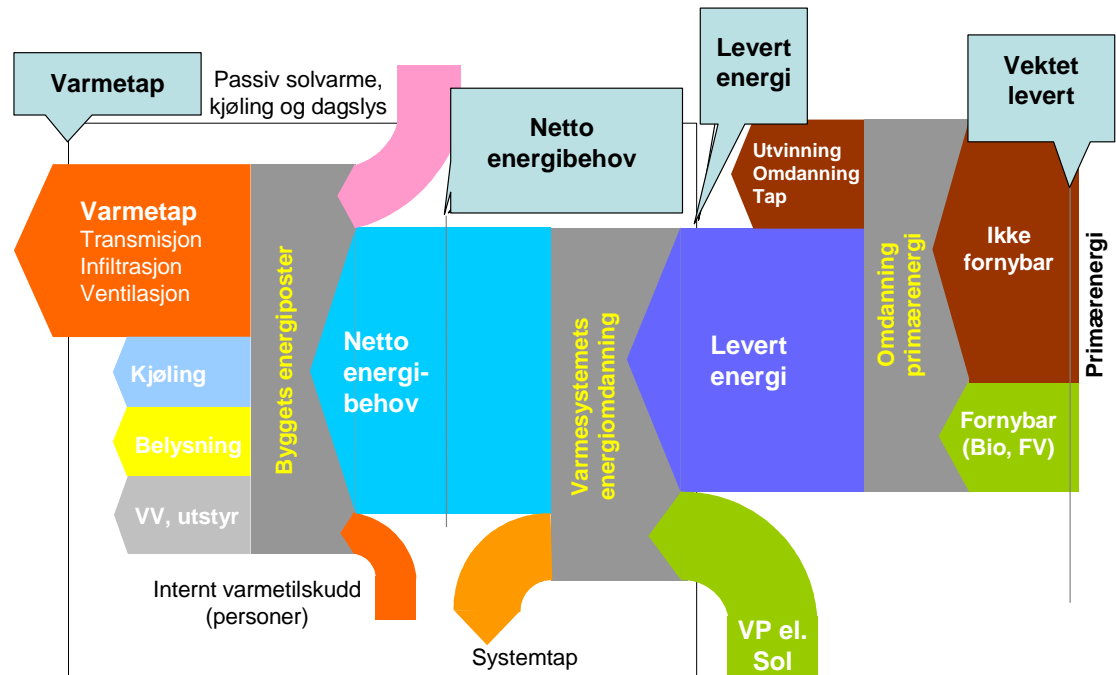 Varmetap
Passiv solvarme,
kjøling og dagslys
Netto
energibehov
Levert
energi
Vektet
levert
Varmetap
Transmisjon
Infiltrasjon
Ventilasjon
Kjøling
Belysning
VV, utstyr
Byggets energiposter
Internt varmetilskudd
(personer)
Netto
energi-
behov
Systemtap
Varmesystemets
energiomdanning
Levert
energi
VP el.
Sol
Utvinning
Omdanning
Tap
Omdanning
primærenergi
Ikke
fornybar
Fornybar
(Bio, FV)
Primærenergi